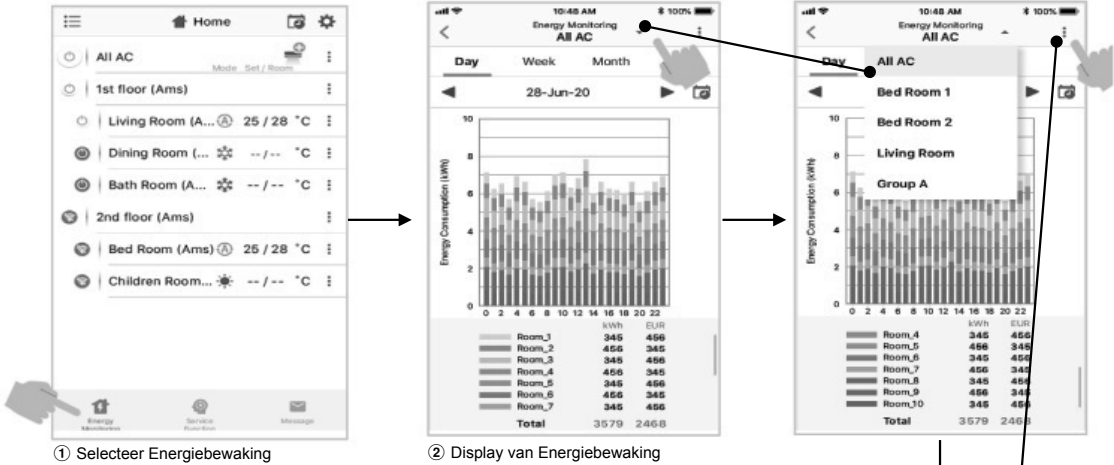 Home
All AC
Mode Set / Room
1st floor (Ams)
Living Room (A... A 25 / 28 °C
Dining Room (... -- / -- °C
Bath Room (A... -- / -- °C
2nd floor (Ams)
Bed Room (Ams) A 25 / 28 °C
Children Room... -- / -- °C
Energy Monitoring
Service Function
Message
① Selecteer Energiebewaking
10:48 AM 100%
Energy Monitoring
All AC
Day Week Month
28-Jun-20
Energy Consumption (kWh)
10
8
6
4
2
0
0 2 4 6 8 10 12 14 16 18 20 22
kWh EUR
Room_1 345 456
Room_2 456 345
Room_3 345 456
Room_4 456 345
Room_5 345 456
Room_6 456 345
Room_7 345 456
Total 3579 2468
② Display van Energiebewaking
10:48 AM 100%
Energy Monitoring
All AC
Day
All AC
Bed Room 1
Bed Room 2
Living Room
Group A
Energy Consumption (kWh)
10
8
6
4
2
0
0 2 4 6 8 10 12 14 16 18 20 22
kWh EUR
Room_4 345 456
Room_5 456 345
Room_6 345 456
Room_7 456 345
Room_8 345 456
Room_9 456 345
Room_10 345 456
Total 3579 2468